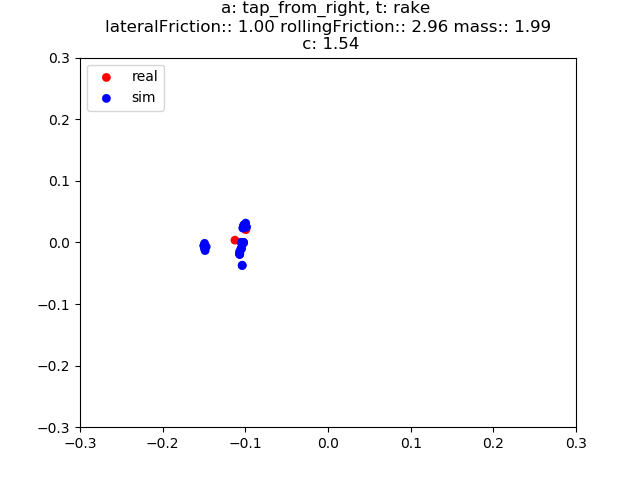 a: tap_from_right, t: rake
lateralFriction:: 1.00 rollingFriction:: 2.96 mass:: 1.99
c: 1.54
real
sim
0.3
0.2
0.1
0.0
−0.1
−0.2
−0.3
−0.3
−0.2
−0.1
0.0
0.1
0.2
0.3